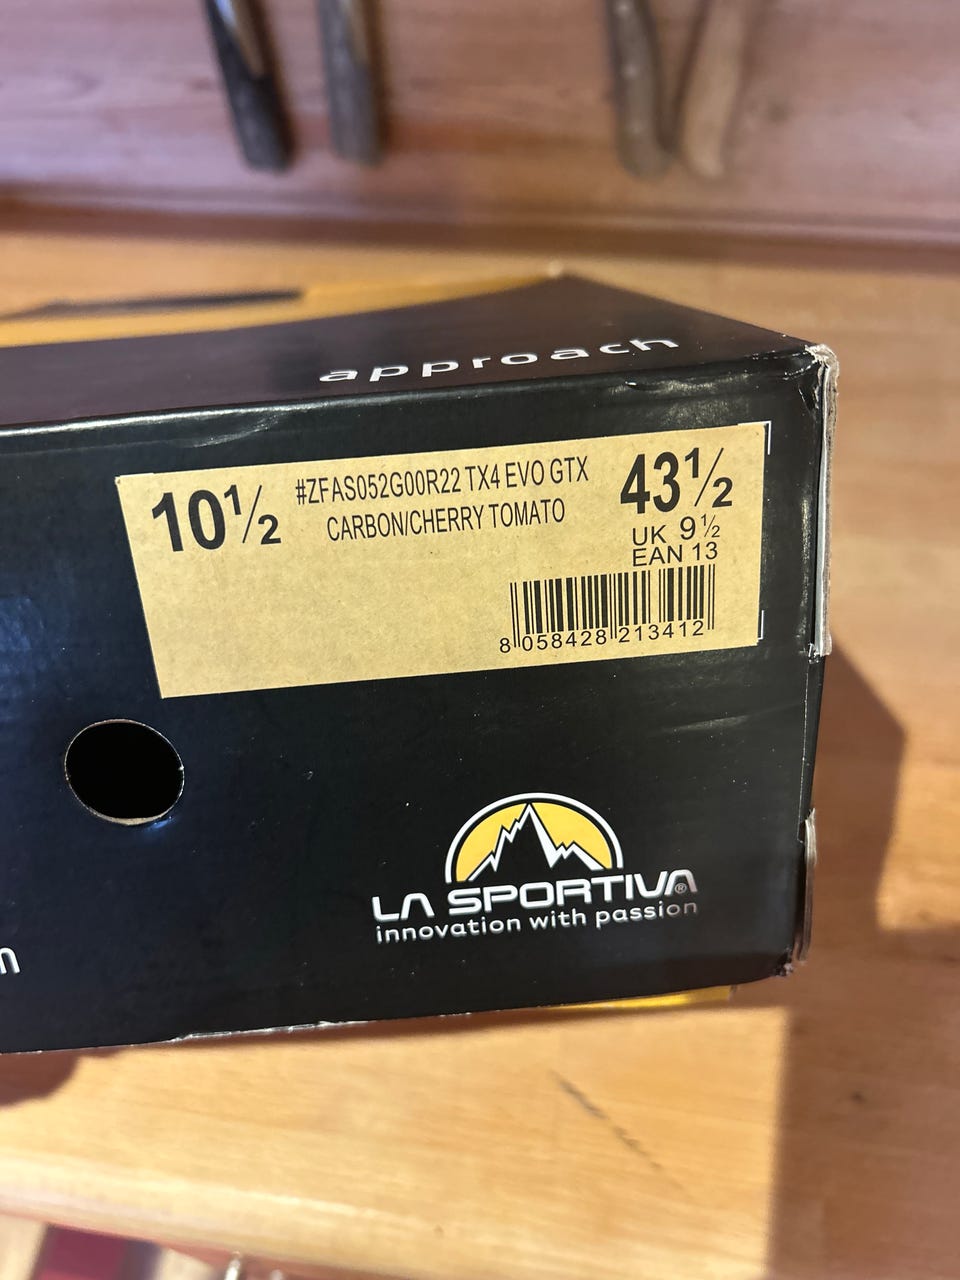 approach
10½
#ZFAS052G00R22 TX4 EVO GTX
CARBON/CHERRY TOMATO
43½
UK 9½
EAN 13
8 058428 213412
LA SPORTIVA®
innovation with passion